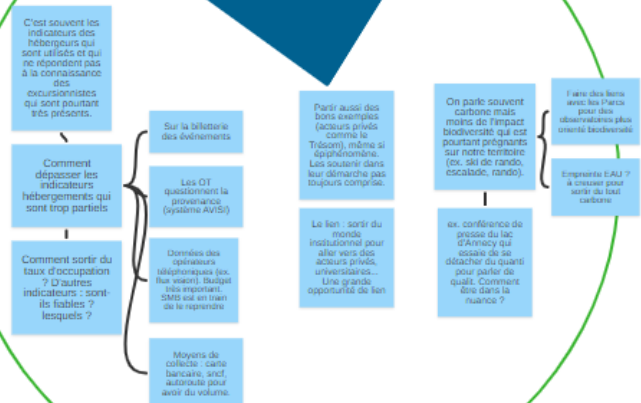 C'est souvent les
indicateurs des
hébergeurs qui
sont utilisés et qui
ne répondent pas
à la connaissance
des
excursionnistes
qui sont pourtant
très présents.
Comment
dépasser les
indicateurs
hébergements qui
sont trop partiels
Comment sortir du
taux d'occupation
? D'autres
indicateurs : sont-
ils fiables ?
lesquels ?
Sur la billetterie
des événements
Les OT
questionnent la
provenance
(système AVISI)
Données des
opérateurs
téléphoniques (ex.
flux vision). Budget
très important.
SMB est en train
de le reprendre
Moyens de
collecte : carte
bancaire, sncf,
autoroute pour
avoir du volume.
Partir aussi des
bons exemples
(acteurs privés
comme le
Trésom), même si
épiphénomène.
Les soutenir dans
leur démarche pas
toujours comprise.
Le lien : sortir du
monde
institutionnel pour
aller vers des
acteurs privés,
universitaires...
Une grande
opportunité de lien
On parle souvent
carbone mais
moins de l'impact
biodiversité qui est
pourtant prégnants
sur notre territoire
(ex. ski de rando,
escalade, rando).
ex. conférence de
presse du lac
d'Annecy qui
essaie de se
détacher du quanti
pour parler de
qualit. Comment
être dans la
nuance ?
Faire des liens
avec les Parcs
pour des
observatoires plus
orienté biodiversité
Empreinte EAU ?
à creuser pour
sortir du tout
carbone